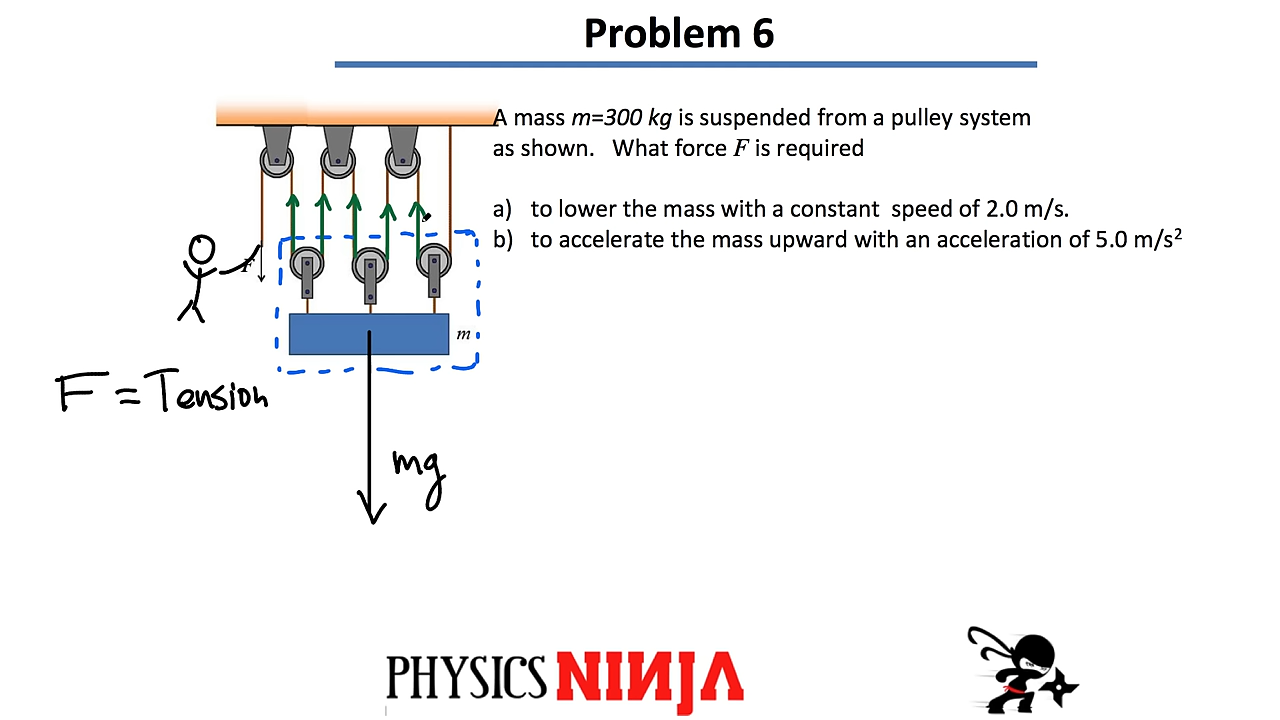 Problem 6
A mass m=300 kg is suspended from a pulley system
as shown. What force F is required
a) to lower the mass with a constant speed of 2.0 m/s.
b) to accelerate the mass upward with an acceleration of 5.0 m/s²
F
m
F = Tension
mg
PHYSICS NINJA